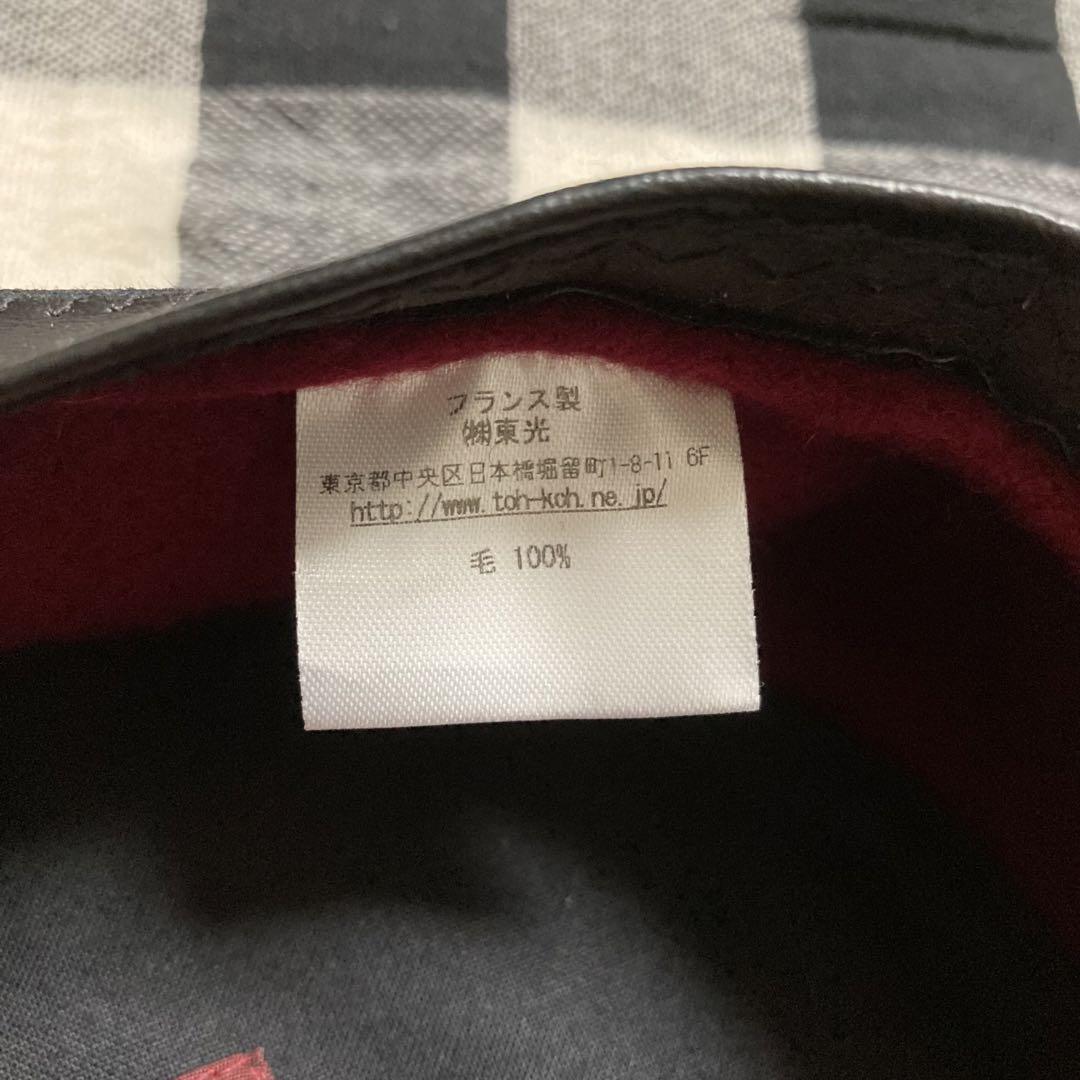 フランス製
㈱東光
東京都中央区日本橋堀留町1-8-11 6F
http://www.toh-koh.ne.jp/
毛 100%